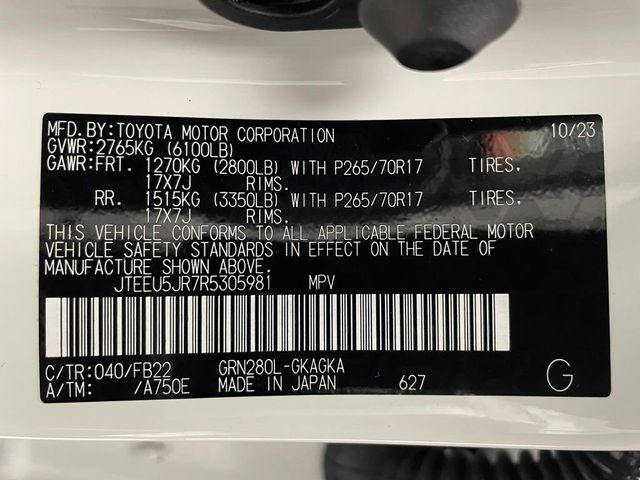 MFD.BY:TOYOTA MOTOR CORPORATION 10/23
GVWR:2765KG (6100LB)
GAWR:FRT. 1270KG (2800LB) WITH P265/70R17 TIRES,
17X7J RIMS.
RR. 1515KG (3350LB) WITH P265/70R17 TIRES,
17X7J RIMS.
THIS VEHICLE CONFORMS TO ALL APPLICABLE FEDERAL MOTOR
VEHICLE SAFETY STANDARDS IN EFFECT ON THE DATE OF
MANUFACTURE SHOWN ABOVE.
JTEEU5JR7R5305981 MPV
C/TR:040/FB22 GRN280L-GKAGKA
A/TM: /A750E MADE IN JAPAN 627 G